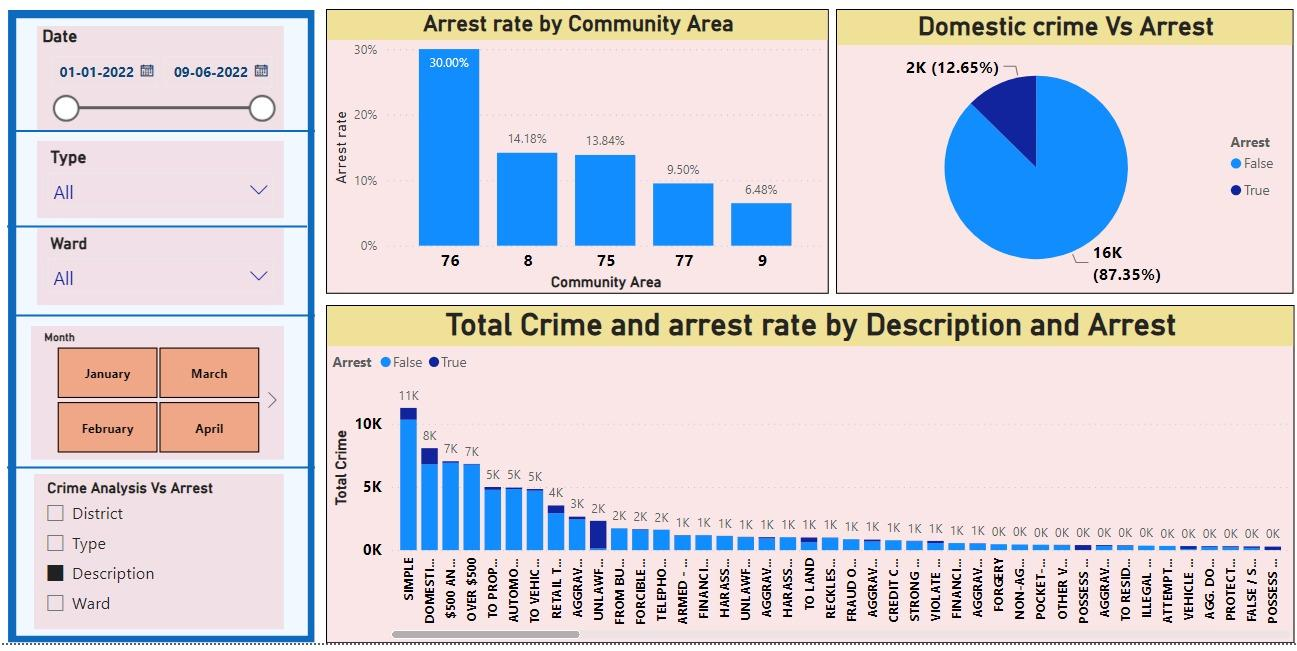 Date
01-01-2022 09-06-2022
Type
All
Ward
All
Month
January March
February April
Crime Analysis Vs Arrest
District
Type
Description
Ward
Arrest rate by Community Area
Arrest rate
30%
20%
10%
0%
30.00% 14.18% 13.84% 9.50% 6.48%
76 8 75 77 9
Community Area
Domestic crime Vs Arrest
2K (12.65%)
16K
(87.35%)
Arrest
False
True
Total Crime and arrest rate by Description and Arrest
Arrest False True
Total Crime
10K
5K
0K
11K 8K 7K 7K 5K 5K 5K 4K 3K 2K 2K 2K 2K 1K 1K 1K 1K 1K 1K 1K 1K 1K 1K 1K 1K 1K 1K 1K 0K 0K 0K 0K 0K 0K 0K 0K 0K 0K 0K 0K 0K 0K
SIMPLE
DOMESTI...
$500 AN...
OVER $500
TO PROP...
AUTOMO...
TO VEHIC...
RETAIL T...
AGGRAV...
UNLAWF...
FROM BU...
FORCIBLE...
TELEPHO...
ARMED - ...
FINANCI...
HARASS...
UNLAWF...
AGGRAV...
HARASS...
TO LAND
RECKLES...
FRAUD O...
AGGRAV...
CREDIT C...
STRONG ...
VIOLATE ...
FINANCI...
AGGRAV...
FORGERY
NON-AG...
POCKET-...
OTHER V...
POSSESS ...
AGGRAV...
TO RESID...
ILLEGAL ...
ATTEMPT...
VEHICLE ...
AGG. DO...
PROTECT...
FALSE / S...
POSSESS ...